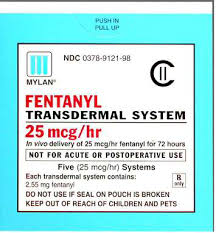 PUSH IN
PULL UP
NDC 0378-9121-98
MYLAN®
C II
FENTANYL
TRANSDERMAL SYSTEM
25 mcg/hr
In vivo delivery of 25 mcg/hr fentanyl for 72 hours
NOT FOR ACUTE OR POSTOPERATIVE USE
Five (25 mcg/hr) Systems
Each transdermal system contains:
2.55 mg fentanyl
R only
DO NOT USE IF SEAL ON POUCH IS BROKEN
KEEP OUT OF REACH OF CHILDREN AND PETS